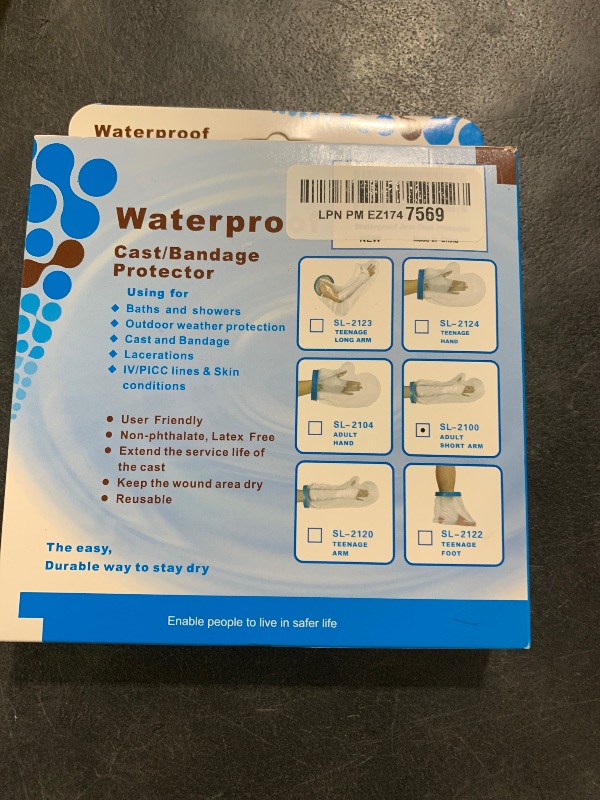 Waterproof
LPN PM EZ174 7569
Waterpro
NEW
Cast/Bandage
Protector
Using for
Baths and showers
Outdoor weather protection
Cast and Bandage
Lacerations
IV/PICC lines & Skin
conditions
User Friendly
Non-phthalate, Latex Free
Extend the service life of
the cast
Keep the wound area dry
Reusable
The easy,
Durable way to stay dry
SL-2123
TEENAGE
LONG ARM
SL-2124
TEENAGE
HAND
SL-2104
ADULT
HAND
SL-2100
ADULT
SHORT ARM
SL-2120
TEENAGE
ARM
SL-2122
TEENAGE
FOOT
Enable people to live in safer life